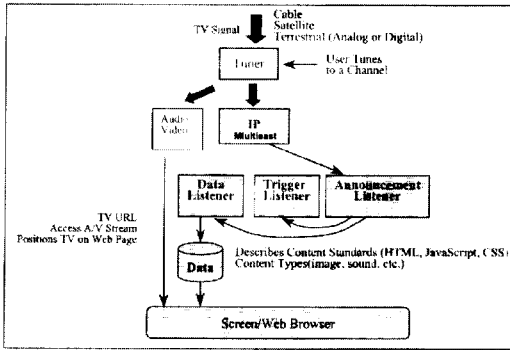 Cable
TV Signal
Satellite
Terrestrial (Analog or Digital)
Tuner
User Tunes
to a Channel
Audio
Video
IP
Multicast
Data
Listener
Trigger
Listener
Announcement
Listener
TV URL
Access A/V Stream
Positions TV on Web Page
Data
Describes Content Standards (HTML, JavaScript, CSS)
Content Types(image, sound, etc.)
Screen/Web Browser